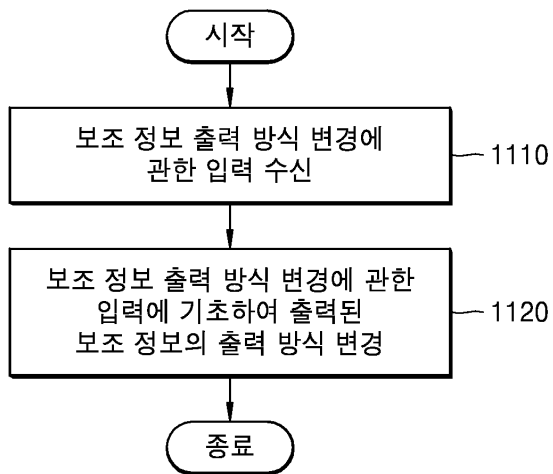 시작
보조 정보 출력 방식 변경에
관한 입력 수신
1110
보조 정보 출력 방식 변경에 관한
입력에 기초하여 출력된
보조 정보의 출력 방식 변경
1120
종료